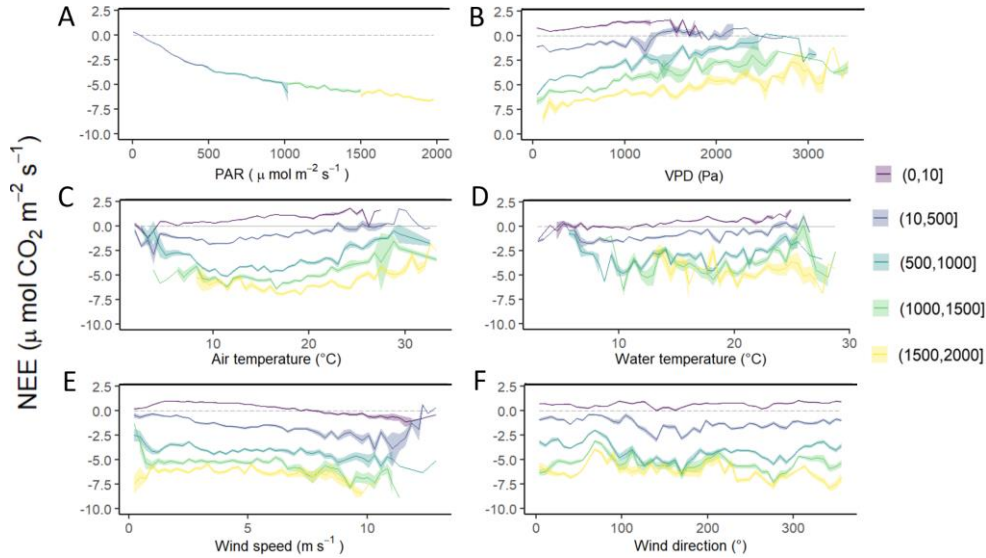 NEE (μ mol CO₂ m⁻² s⁻¹)
A
2.5
0.0
-2.5
-5.0
-7.5
-10.0
0 500 1000 1500 2000
PAR ( μ mol m⁻² s⁻¹)
B
2.5
0.0
2.5
5.0
7.5
0.0
0 1000 2000 3000
VPD (Pa)
C
2.5
0.0
-2.5
-5.0
-7.5
-10.0
10 20 30
Air temperature (°C)
D
2.5
0.0
-2.5
-5.0
-7.5
-10.0
10 20 30
Water temperature (°C)
E
2.5
0.0
-2.5
-5.0
-7.5
-10.0
0 5 10
Wind speed (m s⁻¹)
F
2.5
0.0
-2.5
-5.0
-7.5
-10.0
0 100 200 300
Wind direction (°)
(0,10]
(10,500]
(500,1000]
(1000,1500]
(1500,2000]